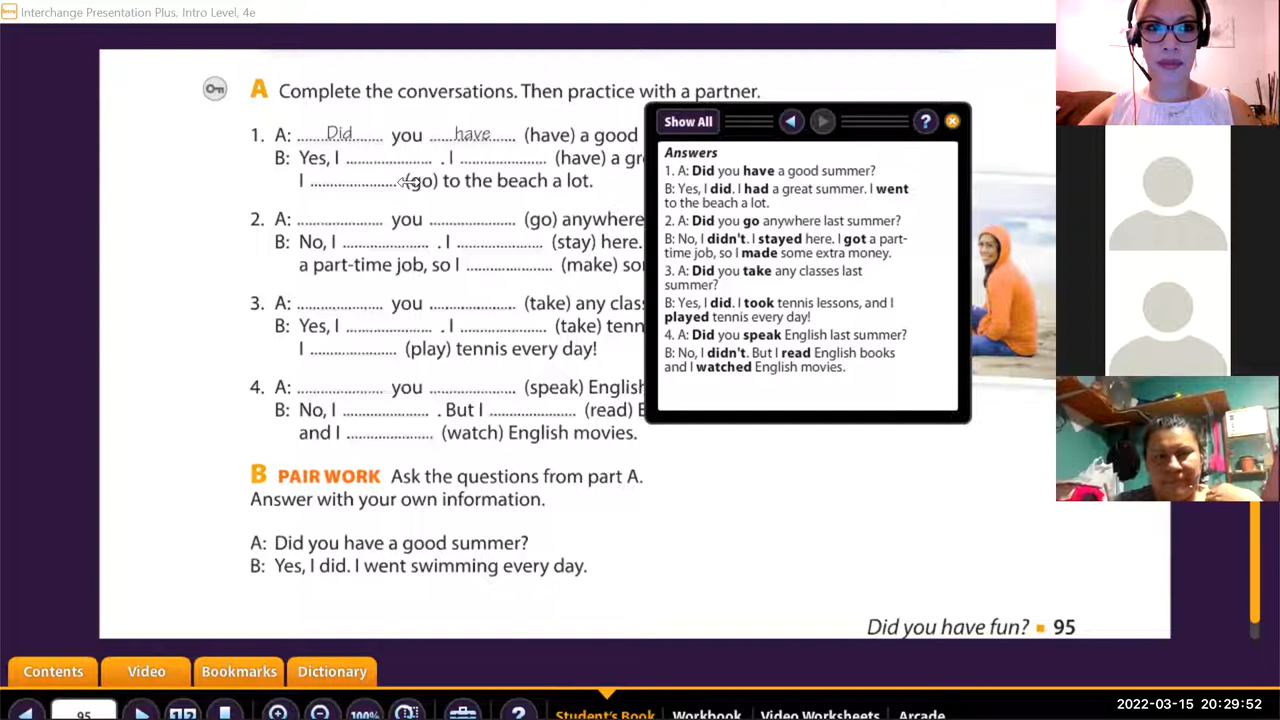 Intro
Interchange Presentation Plus, Intro Level, 4e
A Complete the conversations. Then practice with a partner.
1. A: Did you have (have) a good
B: Yes, I .................... . I .................... (have) a gr
I .................... (go) to the beach a lot.
2. A: .................... you .................... (go) anywhere
B: No, I .................... . I .................... (stay) here.
a part-time job, so I .................... (make) so
3. A: .................... you .................... (take) any clas
B: Yes, I .................... . I .................... (take) tenn
I .................... (play) tennis every day!
4. A: .................... you .................... (speak) English
B: No, I .................... . But I .................... (read) E
and I .................... (watch) English movies.
B PAIR WORK Ask the questions from part A.
Answer with your own information.
A: Did you have a good summer?
B: Yes, I did. I went swimming every day.
Show All
?
Answers
1. A: Did you have a good summer?
B: Yes, I did. I had a great summer. I went
to the beach a lot.
2. A: Did you go anywhere last summer?
B: No, I didn't. I stayed here. I got a part-
time job, so I made some extra money.
3. A: Did you take any classes last
summer?
B: Yes, I did. I took tennis lessons, and I
played tennis every day!
4. A: Did you speak English last summer?
B: No, I didn't. But I read English books
and I watched English movies.
Did you have fun? 95
Contents Video Bookmarks Dictionary
95 100% ? Student's Book Workbook Video Worksheets Arcade
2022-03-15 20:29:52